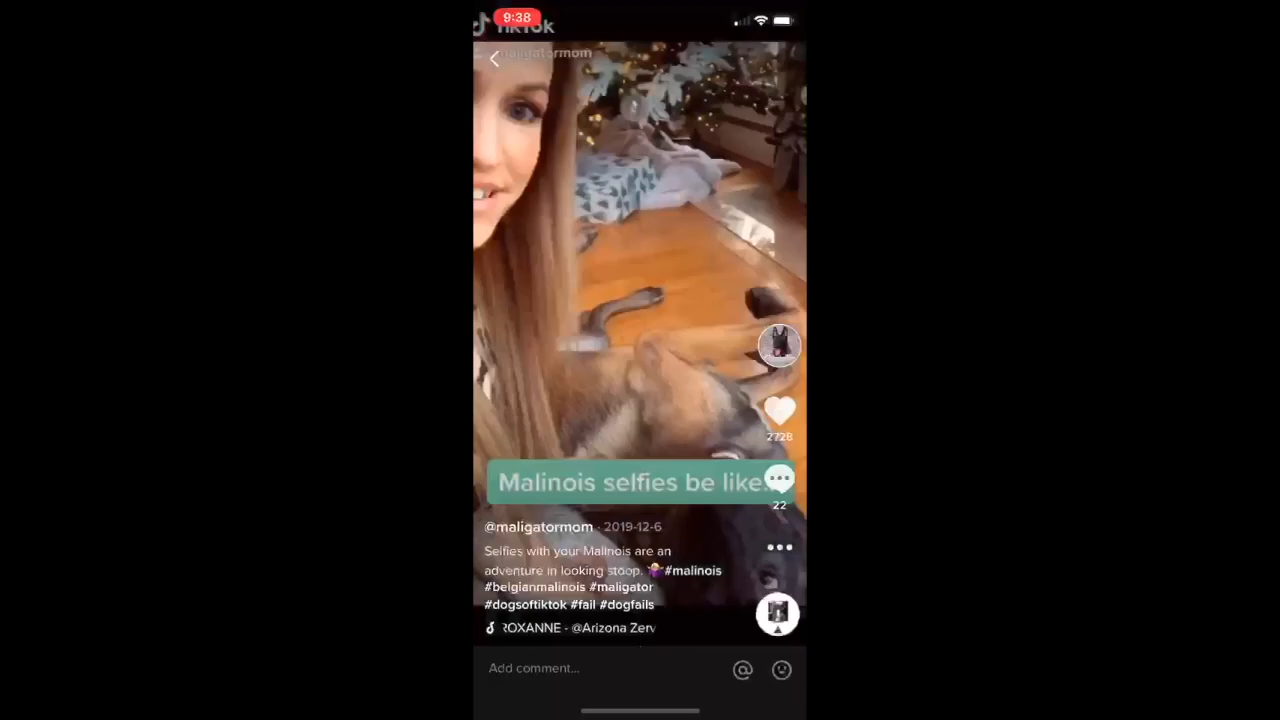 9:38
TikTok
@maligatormom
2728
Malinois selfies be like...
22
@maligatormom · 2019-12-6
Selfies with your Malinois are an
adventure in looking stoop. 🤷🏼‍♀️#malinois
#belgianmalinois #maligator
#dogsoftiktok #fail #dogfails
ROXANNE - @Arizona Zerv
Add comment...